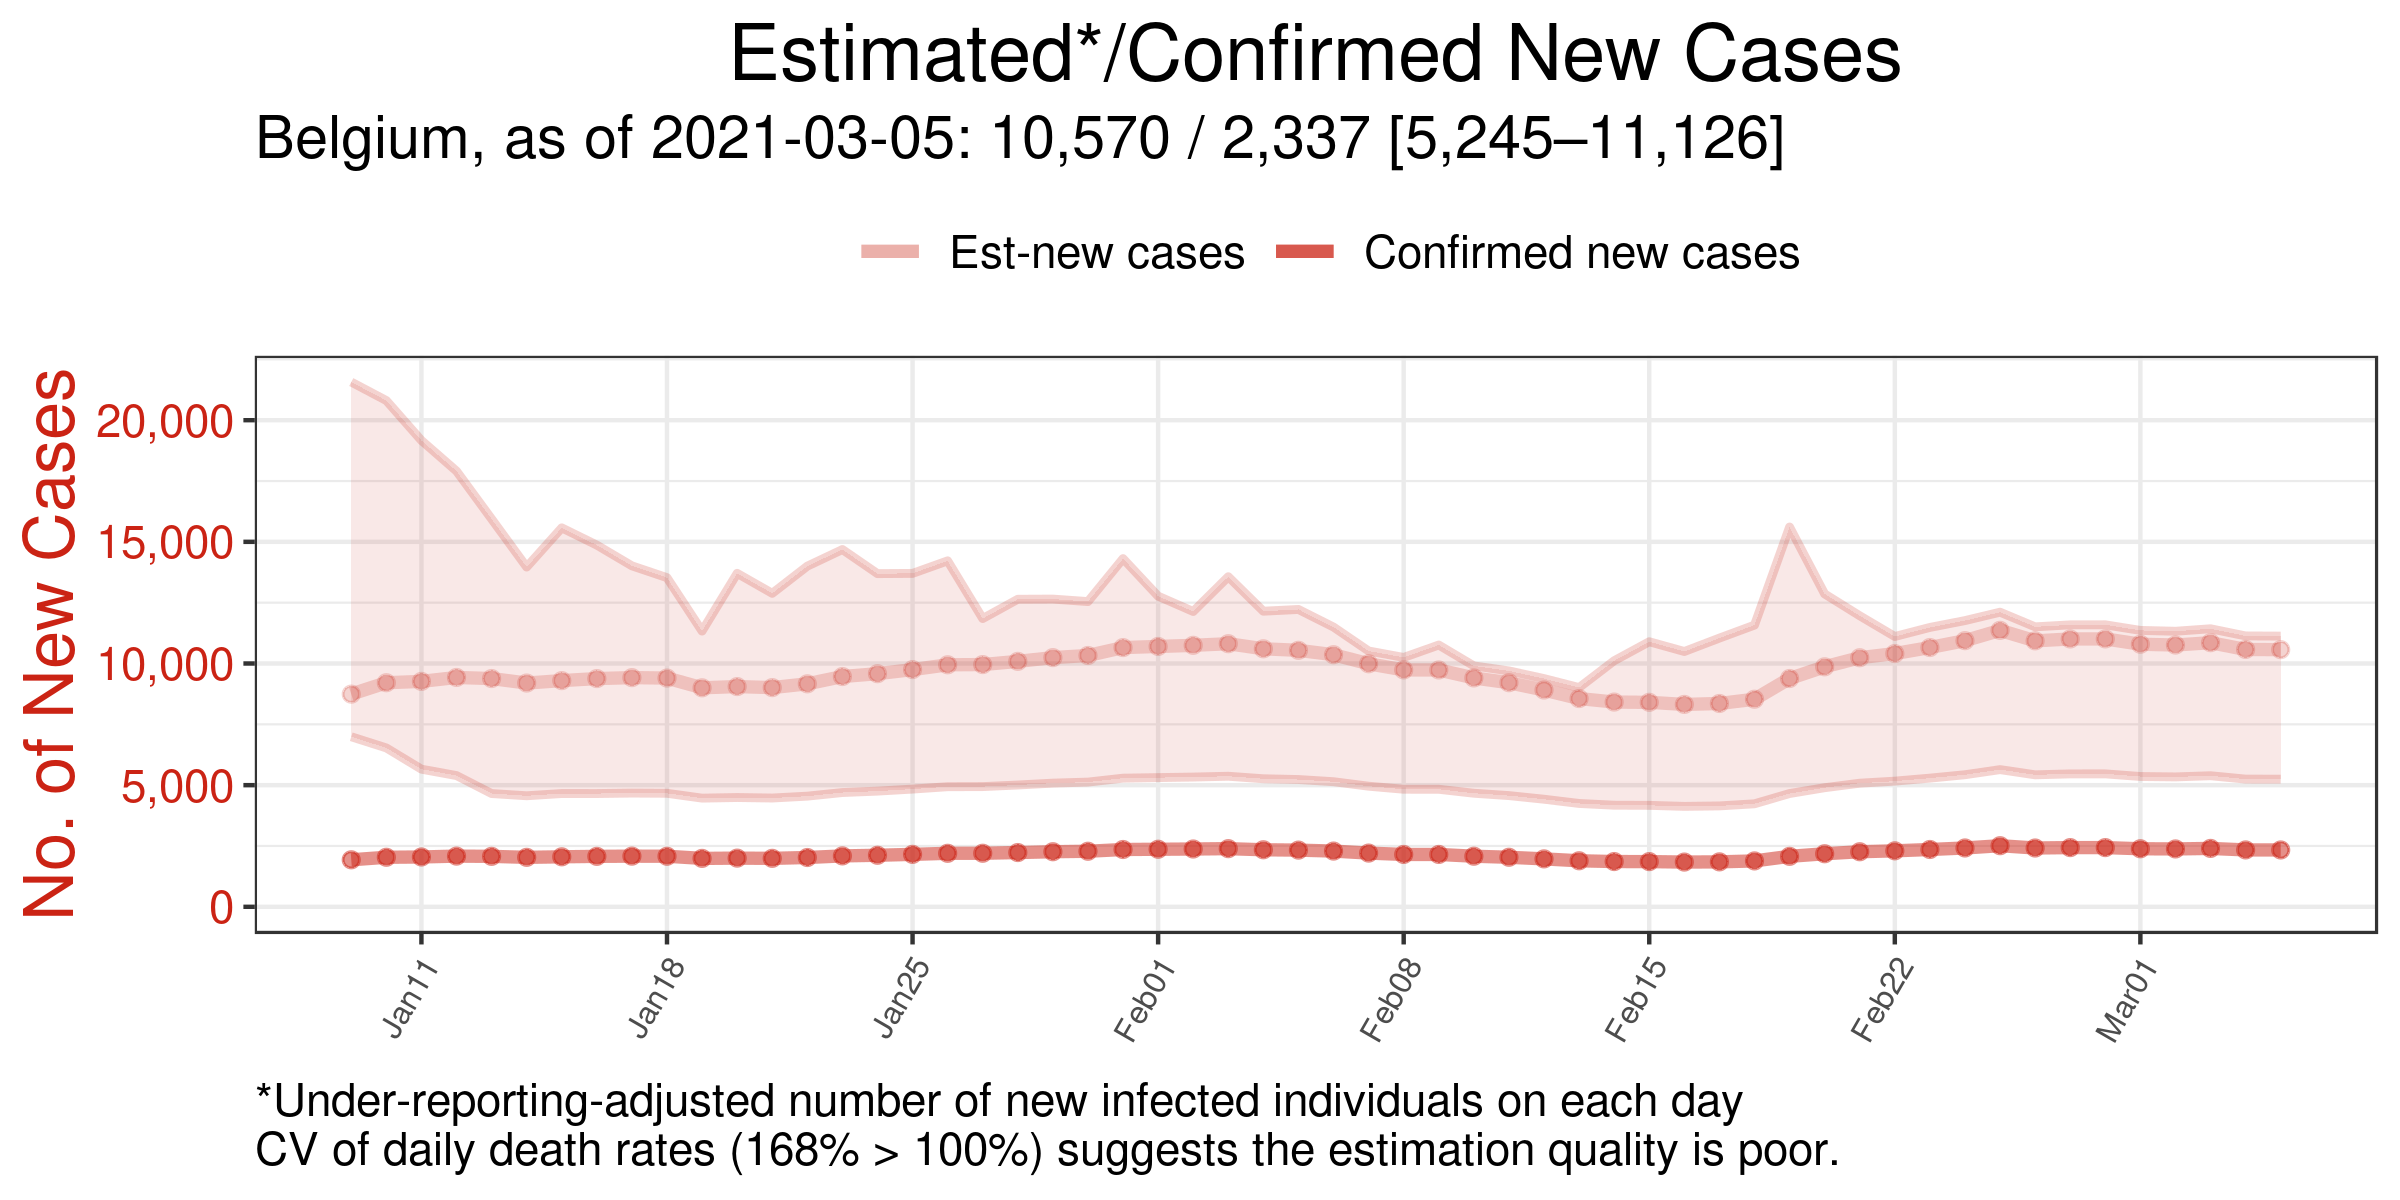 Estimated*/Confirmed New Cases
Belgium, as of 2021-03-05: 10,570 / 2,337 [5,245–11,126]
Est-new cases Confirmed new cases
No. of New Cases
20,000
15,000
10,000
5,000
0
Jan11 Jan18 Jan25 Feb01 Feb08 Feb15 Feb22 Mar01
*Under-reporting-adjusted number of new infected individuals on each day
CV of daily death rates (168% > 100%) suggests the estimation quality is poor.